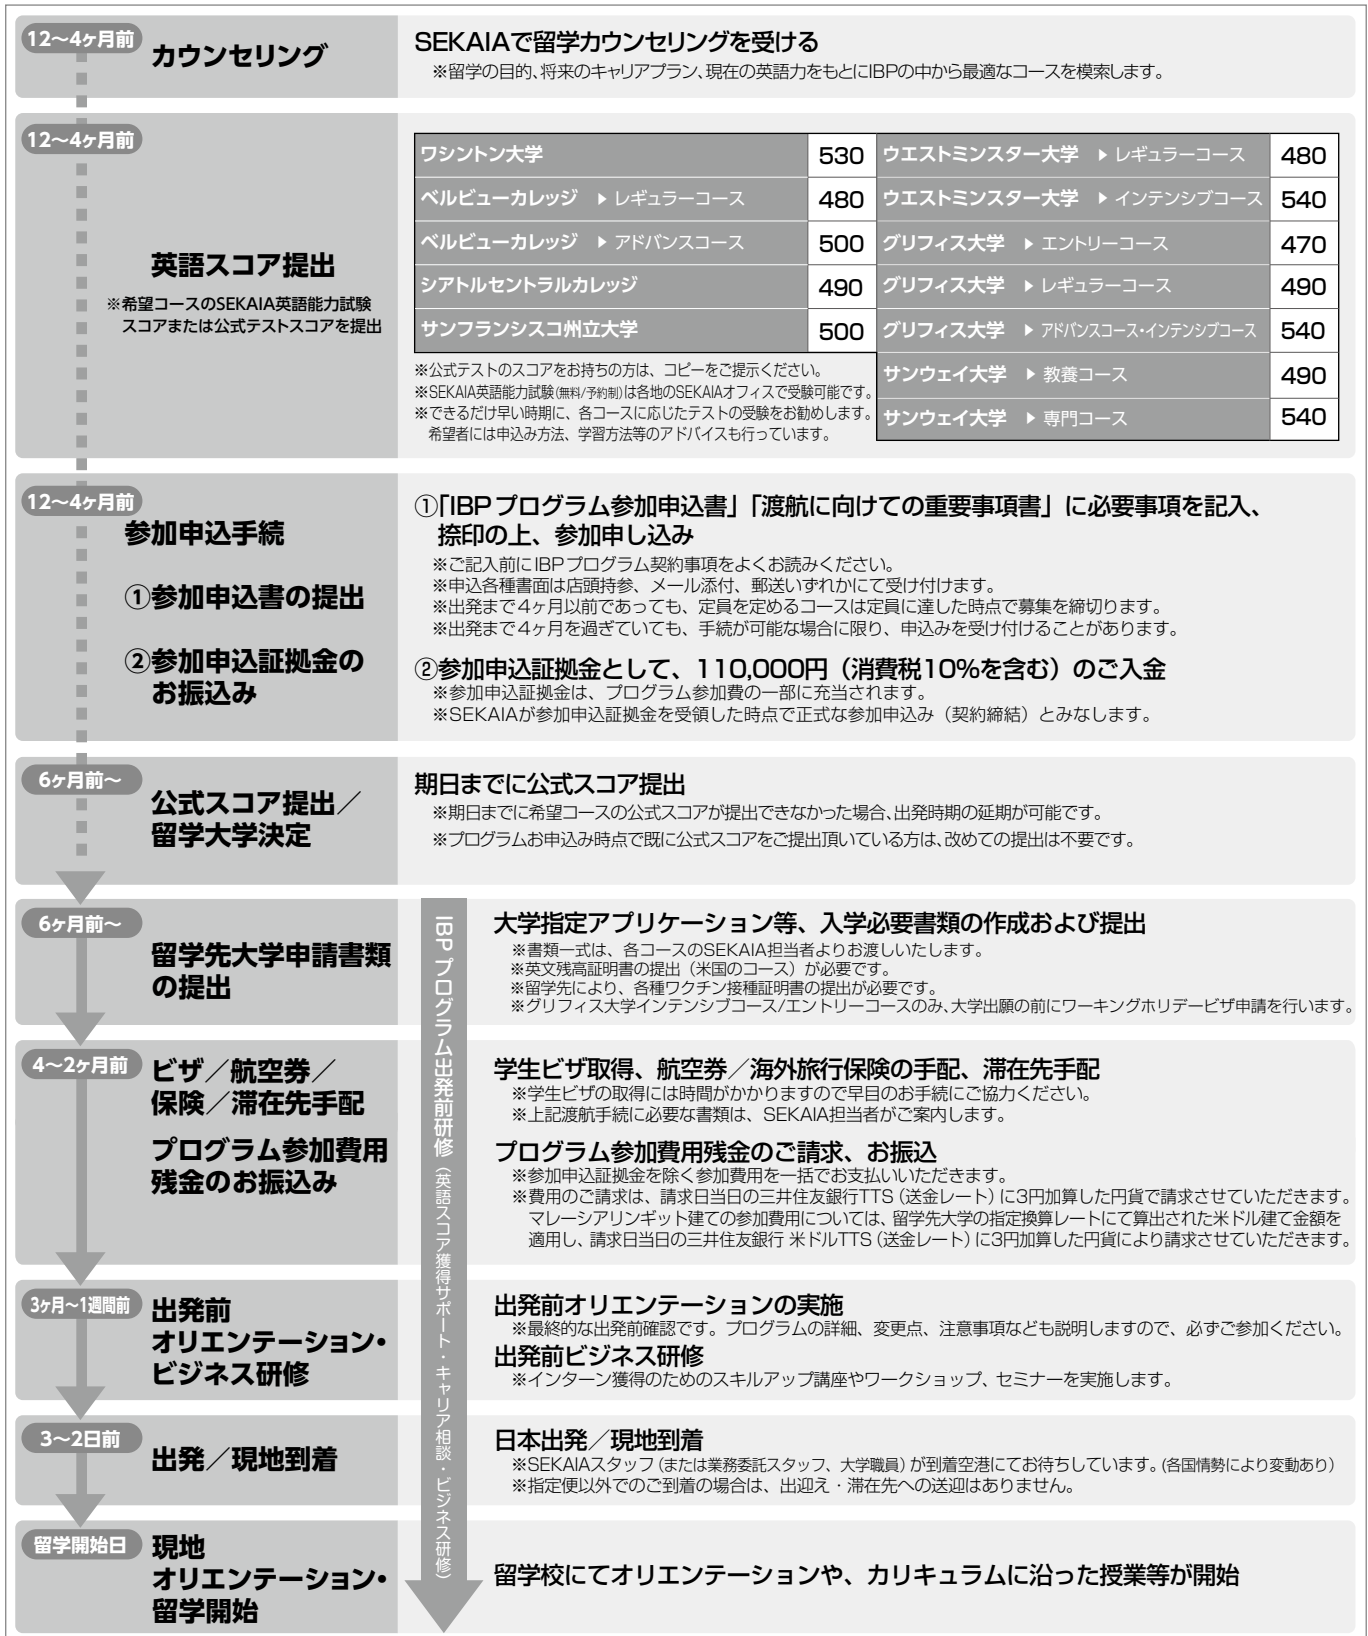 12～4ヶ月前
カウンセリング
SEKAIAで留学カウンセリングを受ける
※留学の目的、将来のキャリアプラン、現在の英語力をもとにIBPの中から最適なコースを模索します。
12～4ヶ月前
英語スコア提出
※希望コースのSEKAIA英語能力試験
スコアまたは公式テストスコアを提出
ワシントン大学 530
ベルビューカレッジ ▶ レギュラーコース 480
ベルビューカレッジ ▶ アドバンスコース 500
シアトルセントラルカレッジ 490
サンフランシスコ州立大学 500
ウエストミンスター大学 ▶ レギュラーコース 480
ウエストミンスター大学 ▶ インテンシブコース 540
グリフィス大学 ▶ エントリーコース 470
グリフィス大学 ▶ レギュラーコース 490
グリフィス大学 ▶ アドバンスコース・インテンシブコース 540
サンウェイ大学 ▶ 教養コース 490
サンウェイ大学 ▶ 専門コース 540
※公式テストのスコアをお持ちの方は、コピーをご提示ください。
※SEKAIA英語能力試験(無料/予約制)は各地のSEKAIAオフィスで受験可能です。
※できるだけ早い時期に、各コースに応じたテストの受験をお勧めします。
希望者には申込み方法、学習方法等のアドバイスも行っています。
12～4ヶ月前
参加申込手続
①参加申込書の提出
②参加申込証拠金の
お振込み
①「IBPプログラム参加申込書」「渡航に向けての重要事項書」に必要事項を記入、
捺印の上、参加申し込み
※ご記入前にIBPプログラム契約事項をよくお読みください。
※申込各種書面は店頭持参、メール添付、郵送いずれかにて受け付けます。
※出発まで4ヶ月以前であっても、定員を定めるコースは定員に達した時点で募集を締切ります。
※出発まで4ヶ月を過ぎていても、手続が可能な場合に限り、申込みを受け付けることがあります。
②参加申込証拠金として、110,000円（消費税10%を含む）のご入金
※参加申込証拠金は、プログラム参加費の一部に充当されます。
※SEKAIAが参加申込証拠金を受領した時点で正式な参加申込み（契約締結）とみなします。
6ヶ月前～
公式スコア提出／
留学大学決定
期日までに公式スコア提出
※期日までに希望コースの公式スコアが提出できなかった場合、出発時期の延期が可能です。
※プログラムお申込み時点で既に公式スコアをご提出頂いている方は、改めての提出は不要です。
6ヶ月前～
留学先大学申請書類
の提出
IBPプログラム出発前研修（英語スコア獲得サポート・キャリア相談・ビジネス研修）
大学指定アプリケーション等、入学必要書類の作成および提出
※書類一式は、各コースのSEKAIA担当者よりお渡しいたします。
※英文残高証明書の提出（米国のコース）が必要です。
※留学先により、各種ワクチン接種証明書の提出が必要です。
※グリフィス大学インテンシブコース/エントリーコースのみ、大学出願の前にワーキングホリデービザ申請を行います。
4～2ヶ月前
ビザ／航空券／
保険／滞在先手配
プログラム参加費用
残金のお振込み
学生ビザ取得、航空券／海外旅行保険の手配、滞在先手配
※学生ビザの取得には時間がかかりますので早目のお手続にご協力ください。
※上記渡航手続に必要な書類は、SEKAIA担当者がご案内します。
プログラム参加費用残金のご請求、お振込
※参加申込証拠金を除く参加費用を一括でお支払いいただきます。
※費用のご請求は、請求日当日の三井住友銀行TTS（送金レート）に3円加算した円貨で請求させていただきます。
マレーシアリンギット建ての参加費用については、留学先大学の指定換算レートにて算出された米ドル建て金額を
適用し、請求日当日の三井住友銀行 米ドルTTS（送金レート）に3円加算した円貨により請求させていただきます。
3ヶ月～1週間前
出発前
オリエンテーション・
ビジネス研修
出発前オリエンテーションの実施
※最終的な出発前確認です。プログラムの詳細、変更点、注意事項なども説明しますので、必ずご参加ください。
出発前ビジネス研修
※インターン獲得のためのスキルアップ講座やワークショップ、セミナーを実施します。
3～2日前
出発／現地到着
日本出発／現地到着
※SEKAIAスタッフ（または業務委託スタッフ、大学職員）が到着空港にてお待ちしています。(各国情勢により変動あり)
※指定便以外でのご到着の場合は、出迎え・滞在先への送迎はありません。
留学開始日
現地
オリエンテーション・
留学開始
留学校にてオリエンテーションや、カリキュラムに沿った授業等が開始